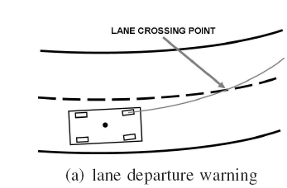 LANE CROSSING POINT
(a) lane departure warning